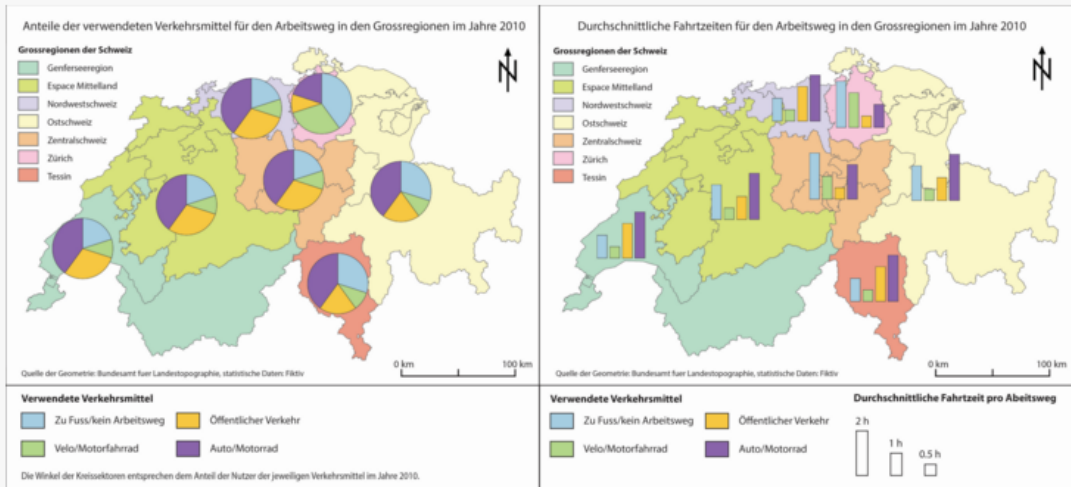 Anteile der verwendeten Verkehrsmittel für den Arbeitsweg in den Grossregionen im Jahre 2010
Grossregionen der Schweiz
Genferseeregion
Espace Mittelland
Nordwestschweiz
Ostschweiz
Zentralschweiz
Zürich
Tessin
N
0 km
100 km
Quelle der Geometrie: Bundesamt fuer Landestopographie, statistische Daten: Fiktiv
Verwendete Verkehrsmittel
Zu Fuss/kein Arbeitsweg
Öffentlicher Verkehr
Velo/Motorfahrrad
Auto/Motorrad
Die Winkel der Kreissektoren entsprechen dem Anteil der Nutzer der jeweiligen Verkehrsmittel im Jahre 2010.
Durchschnittliche Fahrtzeiten für den Arbeitsweg in den Grossregionen im Jahre 2010
Grossregionen der Schweiz
Genferseeregion
Espace Mittelland
Nordwestschweiz
Ostschweiz
Zentralschweiz
Zürich
Tessin
N
0 km
100 km
Quelle der Geometrie: Bundesamt fuer Landestopographie, statistische Daten: Fiktiv
Verwendete Verkehrsmittel
Zu Fuss/kein Arbeitsweg
Öffentlicher Verkehr
Velo/Motorfahrrad
Auto/Motorrad
Durchschnittliche Fahrtzeit pro Abeitsweg
2 h
1 h
0.5 h